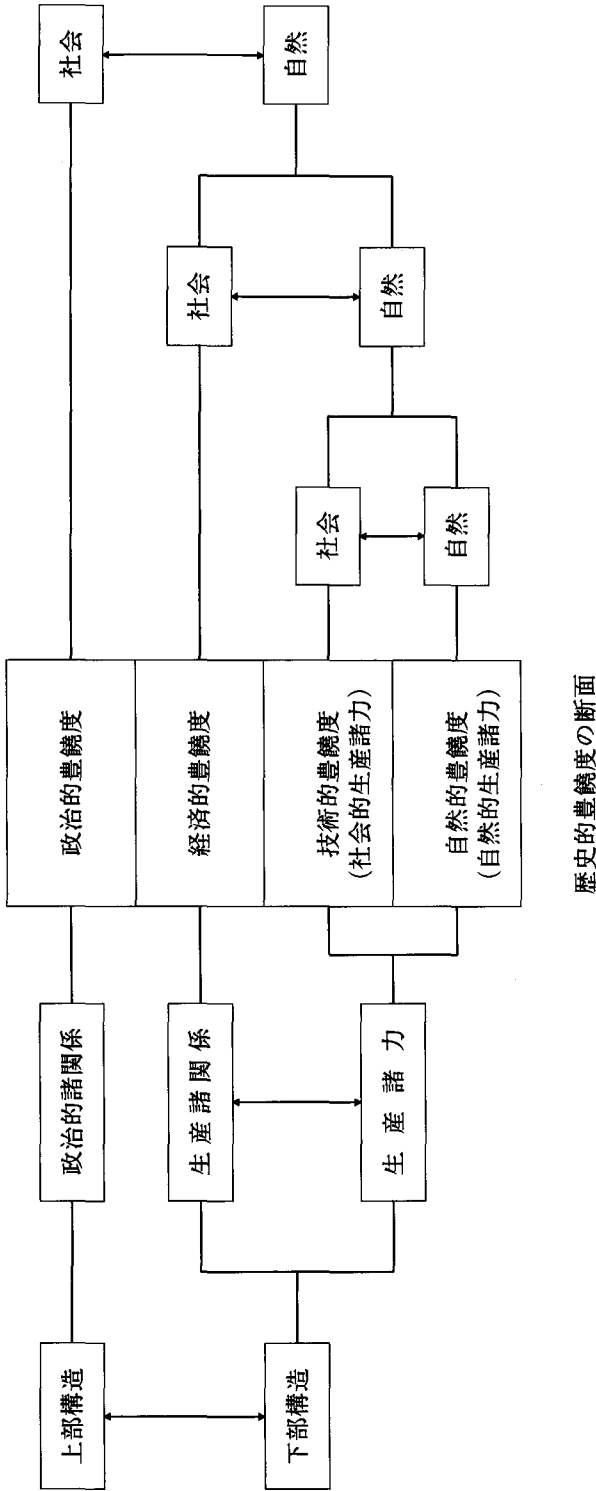 上部構造
政治的諸関係
政治的豊饒度
社会
生産諸関係
経済的豊饒度
社会
下部構造
自然
技術的豊饒度
(社会的生産諸力)
社会
生産諸力
自然
自然的豊饒度
(自然的生産諸力)
自然
歴史的豊饒度の断面